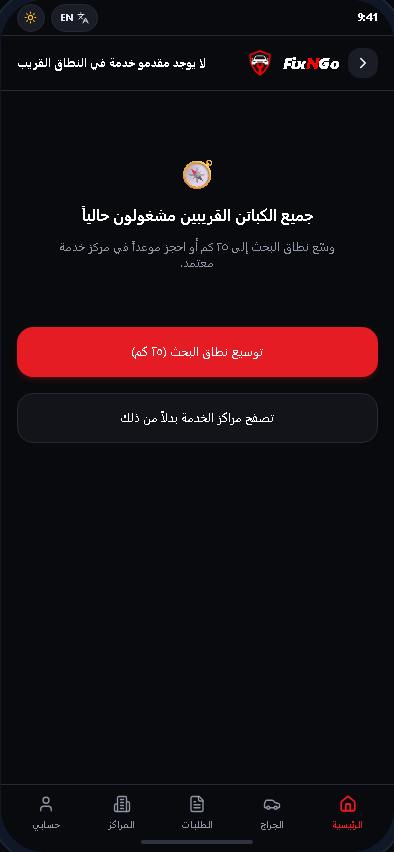 9:41
EN
FixNGo
لا يوجد مقدمو خدمة في النطاق القريب
جميع الكباتن القريبين مشغولون حالياً
وسّع نطاق البحث إلى ٢٥ كم أو احجز موعداً في مركز خدمة
معتمد.
توسيع نطاق البحث (٢٥ كم)
تصفح مراكز الخدمة بدلاً من ذلك
الرئيسية
الجراج
الطلبات
المراكز
حسابي